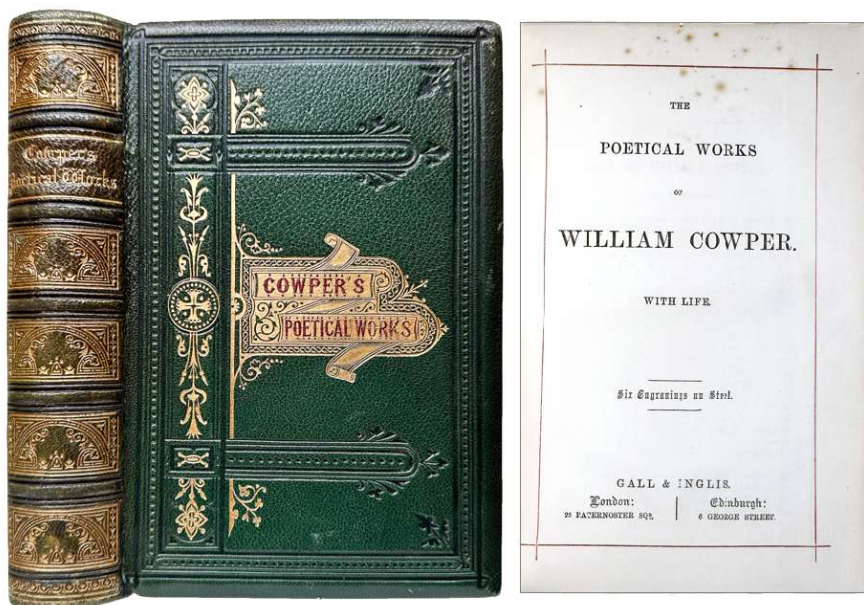 Cowper's
Poetical Works
COWPER'S
POETICAL WORKS
THE
POETICAL WORKS
OF
WILLIAM COWPER.
WITH LIFE.
Six Engravings on Steel.
GALL & INGLIS.
London:
25 PATERNOSTER SQR.
Edinburgh:
6 GEORGE STREET.